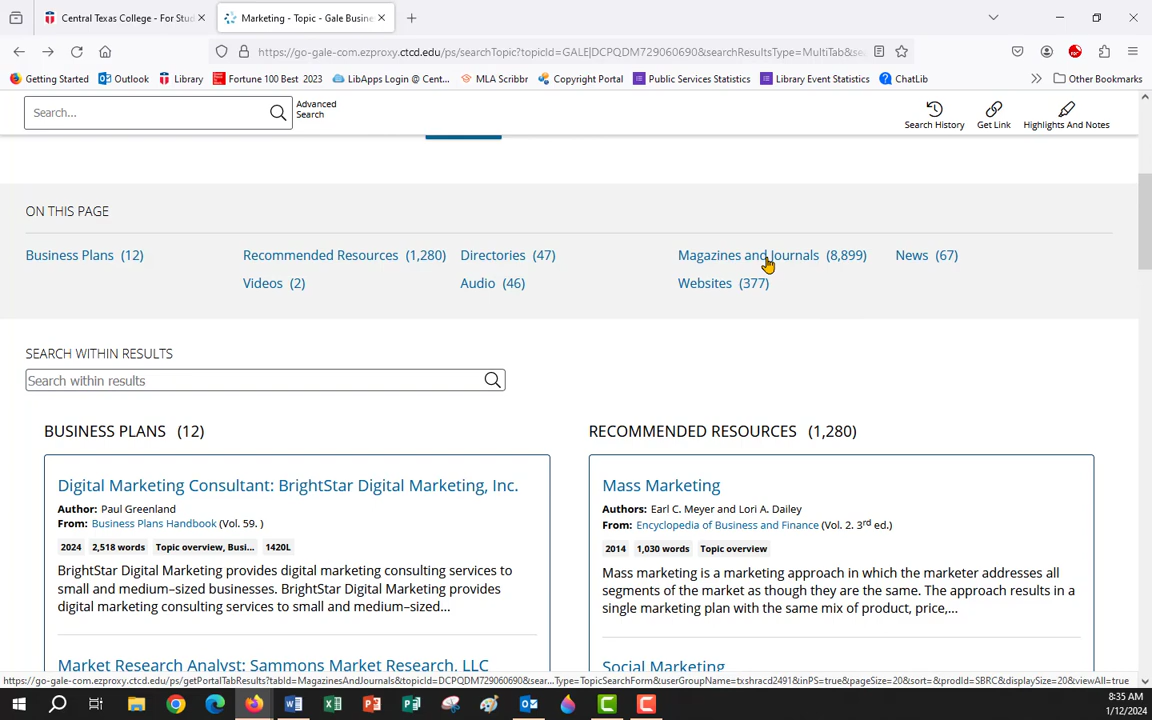 Central Texas College - For Stud
Marketing - Topic - Gale Busine
https://go-gale-com.ezproxy.ctcd.edu/ps/searchTopic?topicId=GALE|DCPQDM729060690&searchResultsType=MultiTab&se
Getting Started
Outlook
Library
Fortune 100 Best 2023
LibApps Login @ Cent...
MLA Scribbr
Copyright Portal
Public Services Statistics
Library Event Statistics
ChatLib
Other Bookmarks
Search...
Advanced
Search
Search History
Get Link
Highlights And Notes
ON THIS PAGE
Business Plans (12)
Recommended Resources (1,280)
Directories (47)
Magazines and Journals (8,899)
News (67)
Videos (2)
Audio (46)
Websites (377)
SEARCH WITHIN RESULTS
Search within results
BUSINESS PLANS (12)
RECOMMENDED RESOURCES (1,280)
Digital Marketing Consultant: BrightStar Digital Marketing, Inc.
Author: Paul Greenland
From: Business Plans Handbook (Vol. 59. )
2024 2,518 words Topic overview, Busi... 1420L
BrightStar Digital Marketing provides digital marketing consulting services to
small and medium–sized businesses. BrightStar Digital Marketing provides
digital marketing consulting services to small and medium–sized...
Market Research Analyst: Sammons Market Research, LLC
Mass Marketing
Authors: Earl C. Meyer and Lori A. Dailey
From: Encyclopedia of Business and Finance (Vol. 2. 3rd ed.)
2014 1,030 words Topic overview
Mass marketing is a marketing approach in which the marketer addresses all
segments of the market as though they are the same. The approach results in a
single marketing plan with the same mix of product, price,...
Social Marketing
https://go-gale-com.ezproxy.ctcd.edu/ps/getPortalTabResults?tabId=MagazinesAndJournals&topicId=DCPQDM729060690&sear...Type=TopicSearchForm&userGroupName=txshracd2491&inPS=true&pageSize=20&sort=&prodId=SBRC&displaySize=20&viewAll=true
8:35 AM
1/12/2024